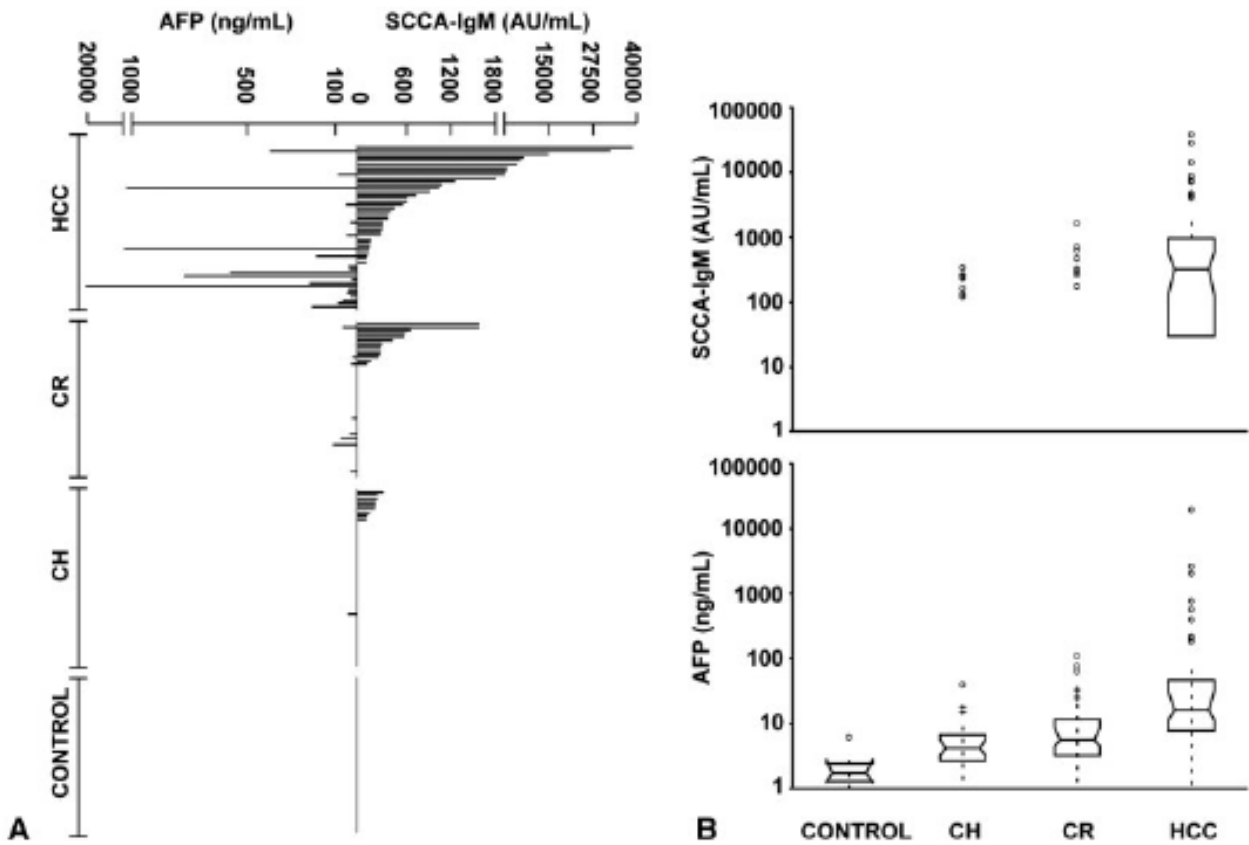 AFP (ng/mL) SCCA-IgM (AU/mL)
20000 1000 500 100 0 600 1200 1800 15000 27500 40000
HCC
CR
CH
CONTROL
A
SCCA-IgM (AU/mL)
100000
10000
1000
100
10
1
AFP (ng/mL)
100000
10000
1000
100
10
1
B CONTROL CH CR HCC